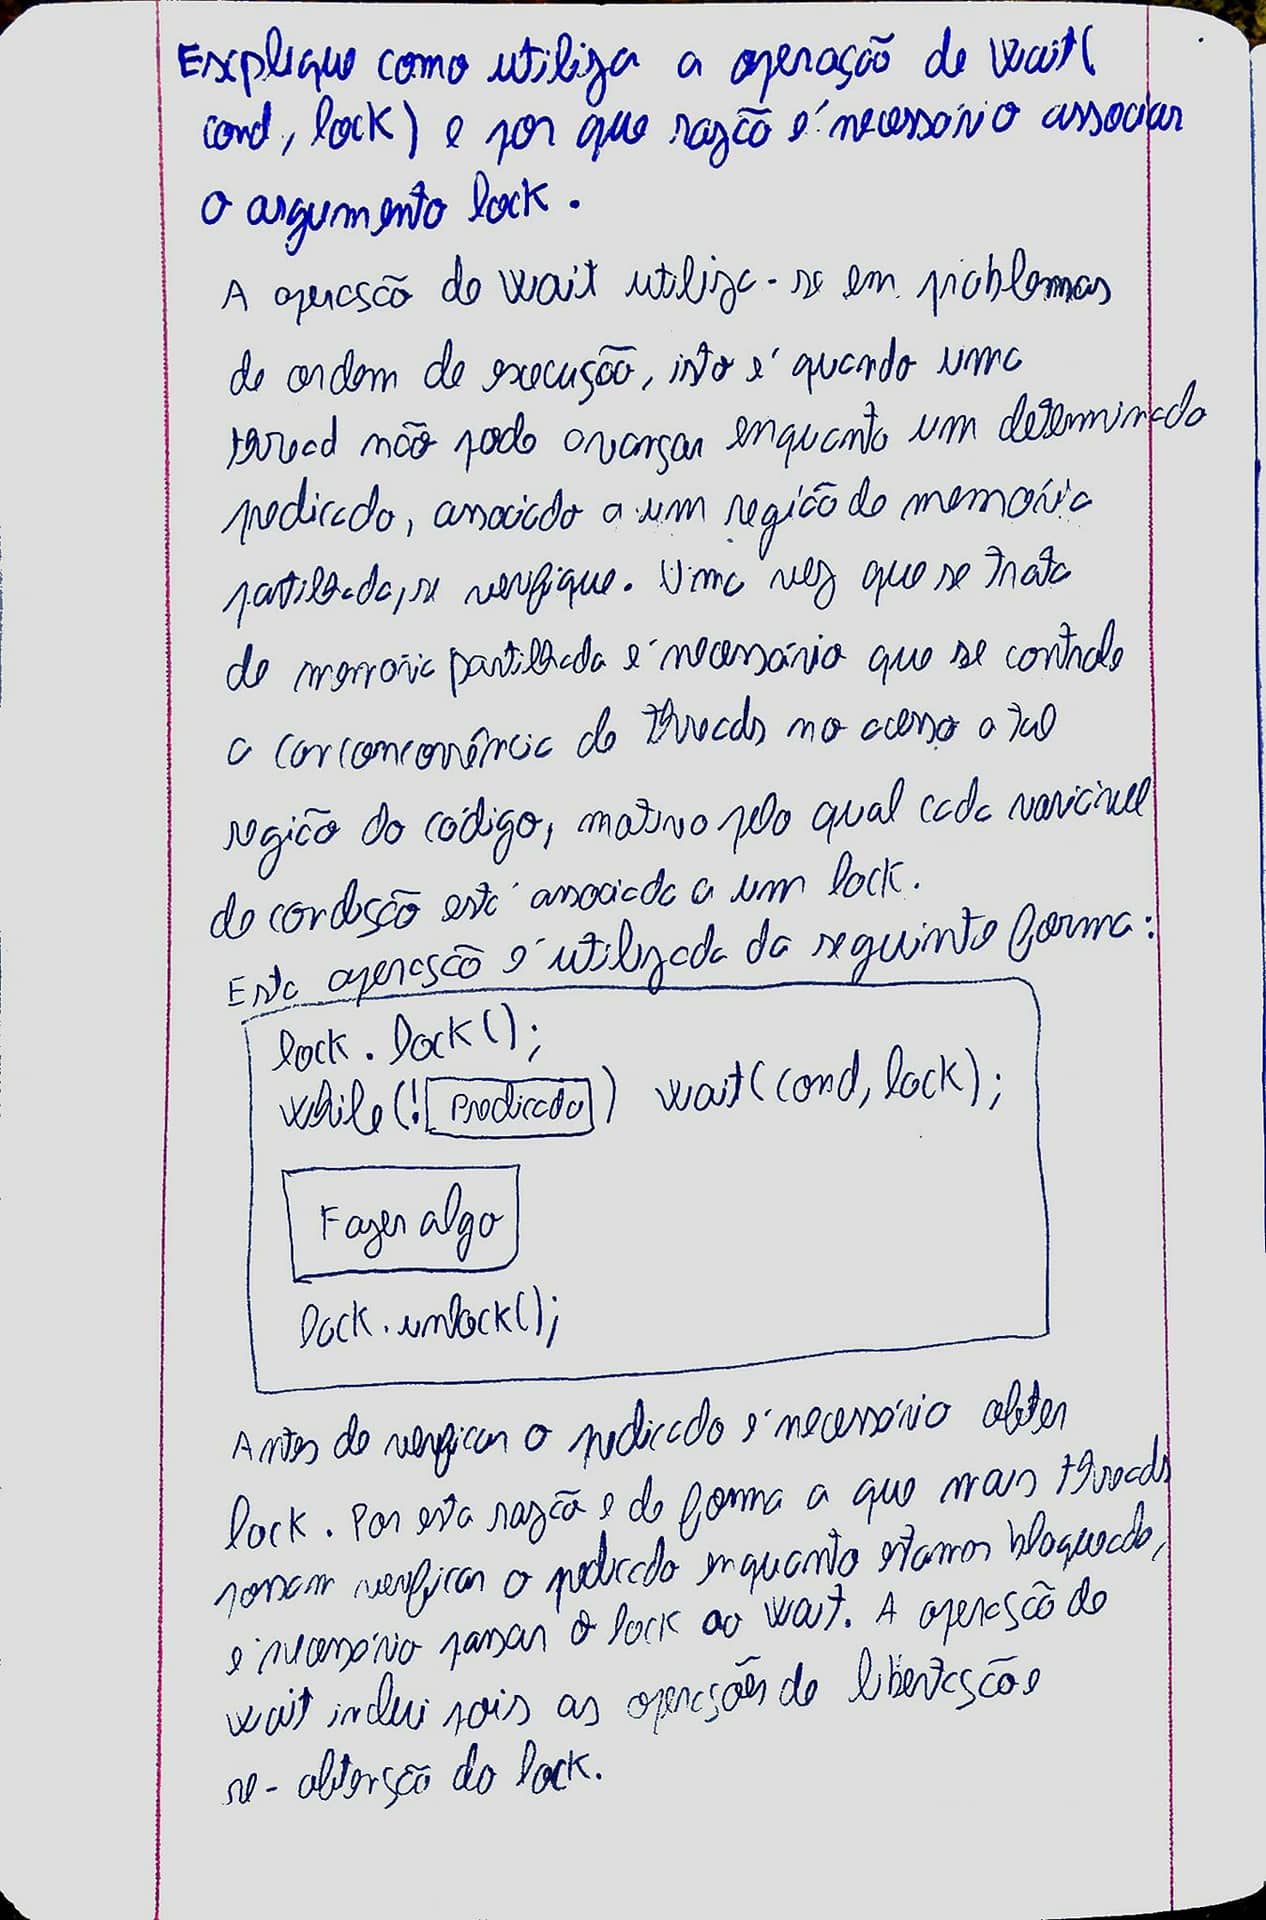 Explique como utiliza a operação de wait(
cond, lock) e por que razão é necessário associar
o argumento lock.
A operação de wait utiliza-se em problemas
de ordem de execução, isto é quando uma
thread não pode avançar enquanto um determinado
predicado, associado a um região de memória
partilhada, se verifique. Uma vez que se trata
de memória partilhada é necessário que se controle
a concorrência de threads no acesso a tal
região do código, motivo pelo qual cada variável
de condição está associada a um lock.
Esta operação é utilizada da seguinte forma:
lock.lock();
while(! Predicado) wait(cond, lock);
Fazer algo
lock.unlock();
Antes de verificar o predicado é necessário obter
lock. Por esta razão e de forma a que mais threads
possam verificar o predicado enquanto estamos bloqueado,
é necessário passar o lock ao wait. A operação de
wait inclui pois as operações de libertação e
re-obtenção do lock.